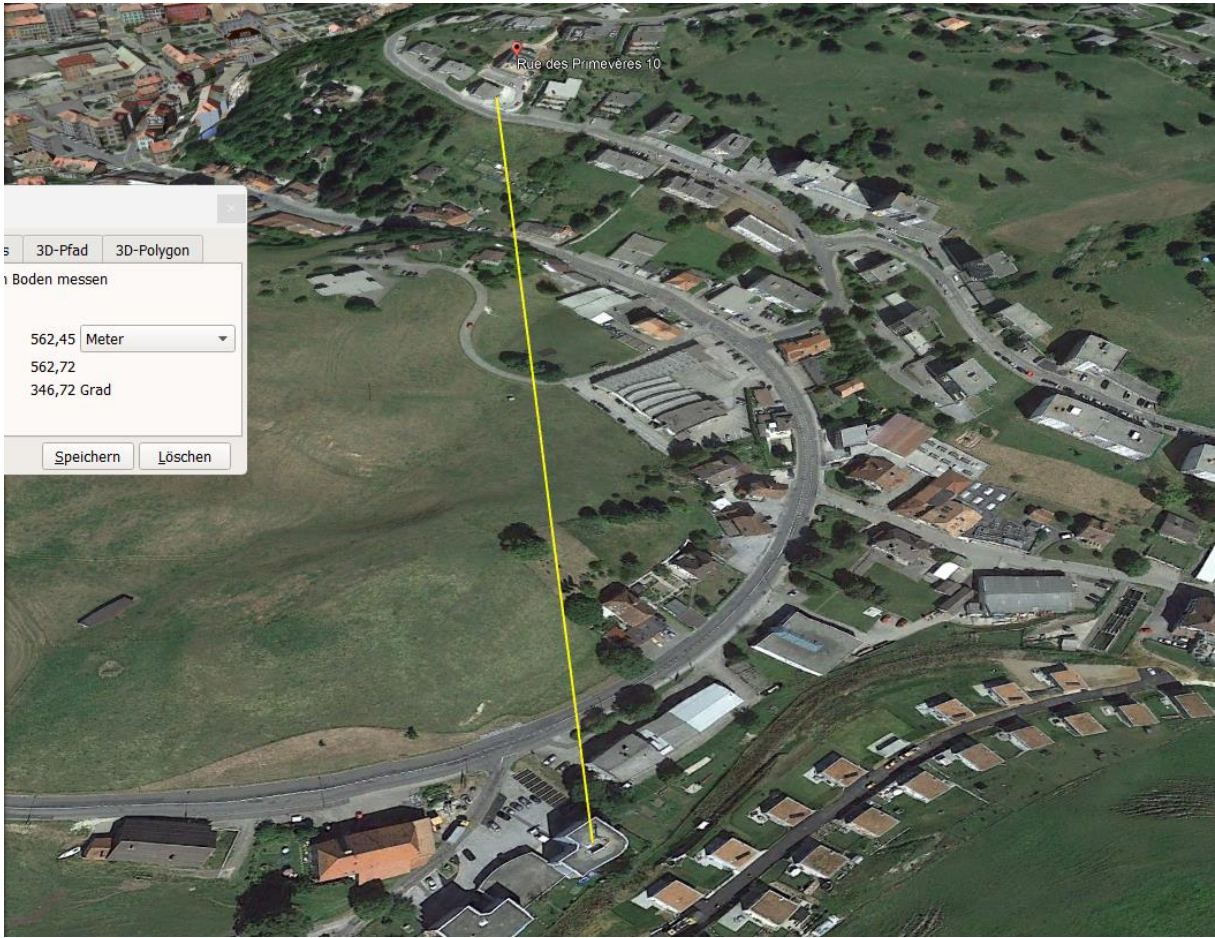 Rue des Primevères 10
3D-Pfad 3D-Polygon
Boden messen
562,45 Meter
562,72
346,72 Grad
Speichern Löschen